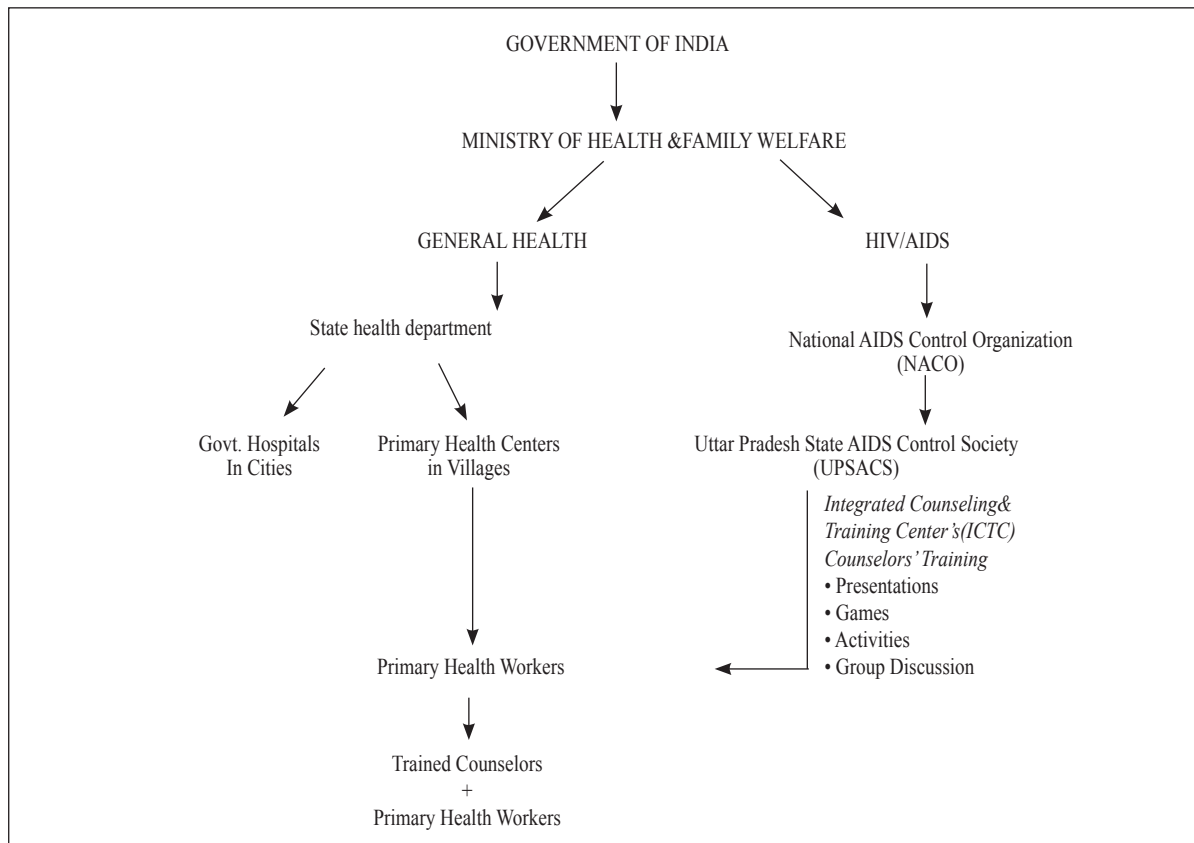 GOVERNMENT OF INDIA
MINISTRY OF HEALTH &FAMILY WELFARE
GENERAL HEALTH
HIV/AIDS
State health department
National AIDS Control Organization
(NACO)
Govt. Hospitals
In Cities
Primary Health Centers
in Villages
Uttar Pradesh State AIDS Control Society
(UPSACS)
Integrated Counseling&
Training Center's(ICTC)
Counselors' Training
• Presentations
• Games
• Activities
• Group Discussion
Primary Health Workers
Trained Counselors
+
Primary Health Workers